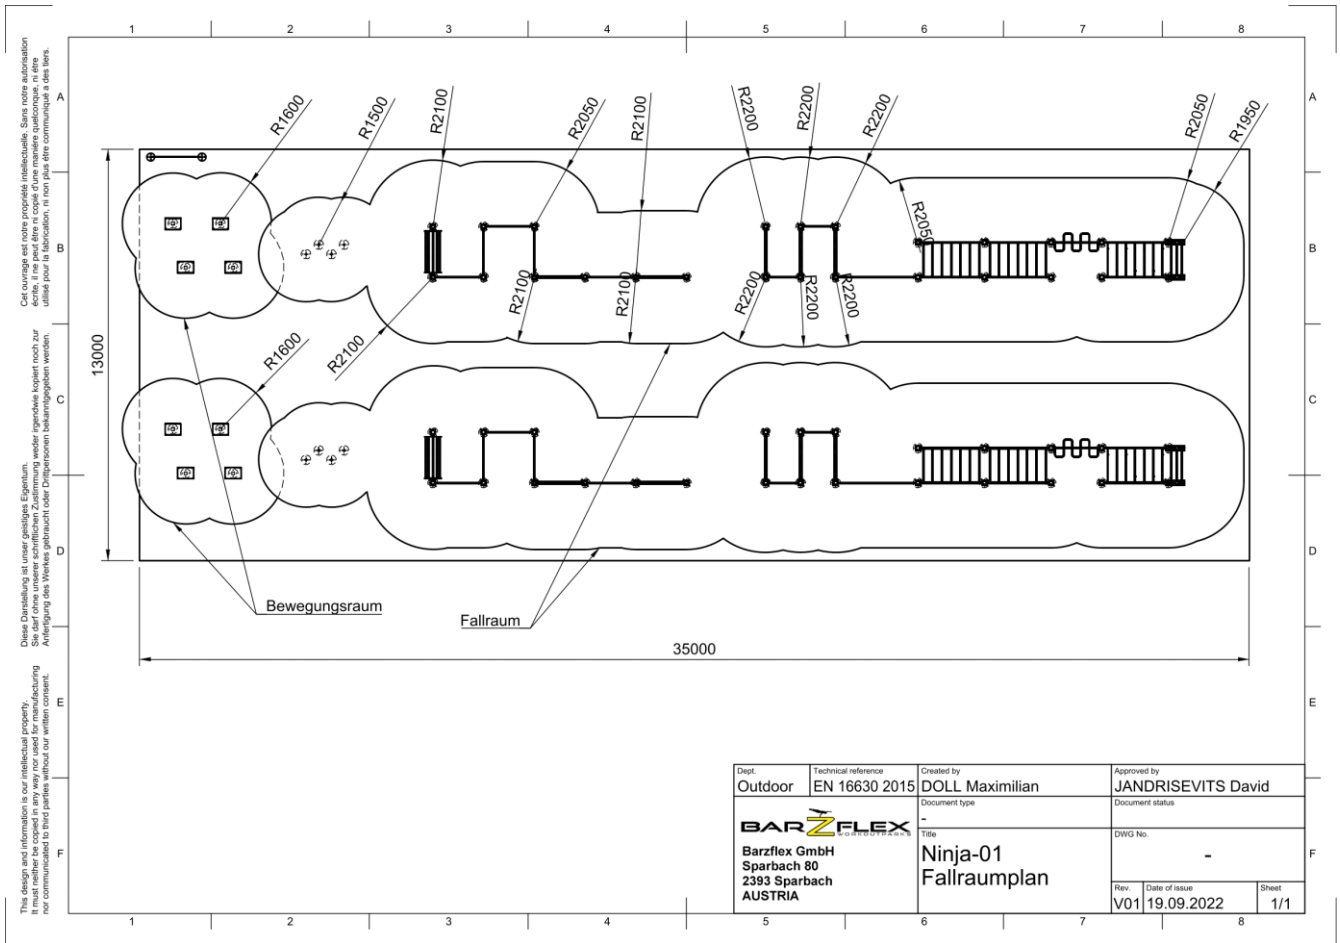 1 2 3 4 5 6 7 8
A A
B B
C C
D D
E E
F F
Cet ouvrage est notre propriété intellectuelle. Sans notre autorisation
écrite, il ne peut être ni copié d'une manière quelconque, ni être
utilisé pour la fabrication, ni non plus être communiqué a des tiers.
Diese Darstellung ist unser geistiges Eigentum.
Sie darf ohne unserer schriftlichen Zustimmung weder irgendwie kopiert noch zur
Anfertigung des Werkes gebraucht oder Drittpersonen bekanntgegeben werden.
This design and information is our intellectual property.
It must neither be copied in any way nor used for manufacturing
nor communicated to third parties without our written consent.
R1600
R1500
R2100
R2050
R2100
R2200
R2200
R2200
R2050
R1950
R2050
R2100
R2100
R2200
R2200
R2200
R2100
R1600
13000
Bewegungsraum
Fallraum
35000
Dept.
Outdoor
Technical reference
EN 16630 2015
Created by
DOLL Maximilian
Approved by
JANDRISEVITS David
Document type
-
Document status
BARZFLEX
WORKOUTPARKS
Barzflex GmbH
Sparbach 80
2393 Sparbach
AUSTRIA
Title
Ninja-01
Fallraumplan
DWG No.
-
Rev.
V01
Date of issue
19.09.2022
Sheet
1/1
1 2 3 4 5 6 7 8